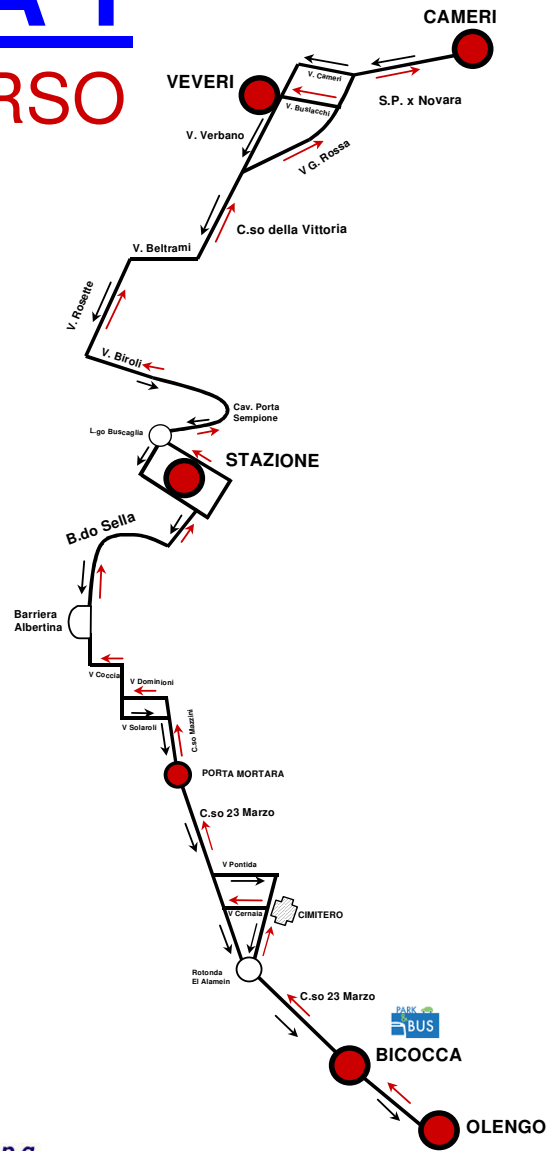 RSO
CAMERI
VEVERI
V. Cameri
V. Busiacchi
S.P. x Novara
V. Verbano
V G. Rossa
C.so della Vittoria
V. Beltrami
V. Rosette
V. Biroli
Cav. Porta
Sempione
L.go Buscaglia
STAZIONE
B.do Sella
Barriera
Albertina
V Coccia
V Dominioni
V Solaroli
C.so Mazzini
PORTA MORTARA
C.so 23 Marzo
V Pontida
V Cernaia
CIMITERO
Rotonda
El Alamein
C.so 23 Marzo
PARK
&
BUS
BICOCCA
OLENGO